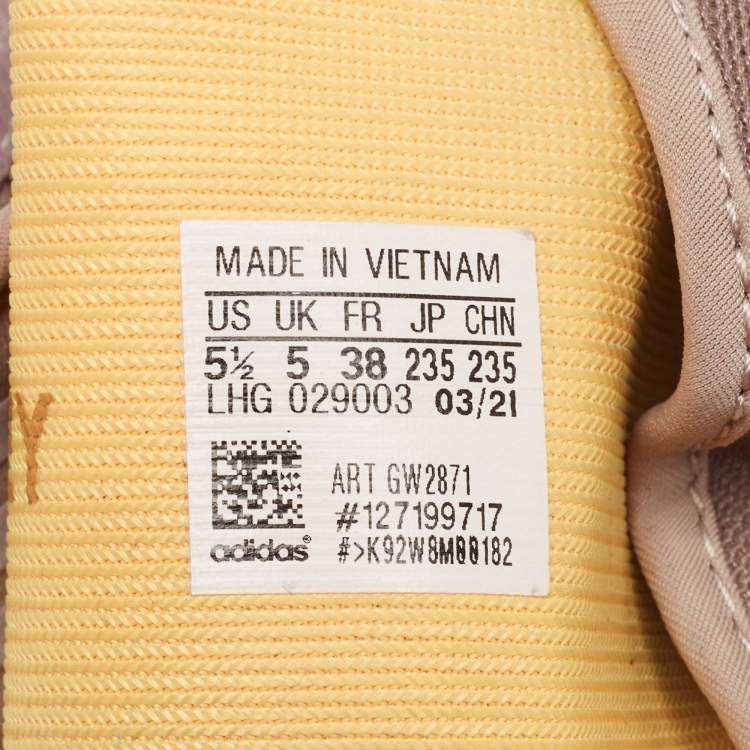 MADE IN VIETNAM
US UK FR JP CHN
5½ 5 38 235 235
LHG 029003 03/21
ART GW2871
#127199717
adidas® #>K92W8M00182
Y